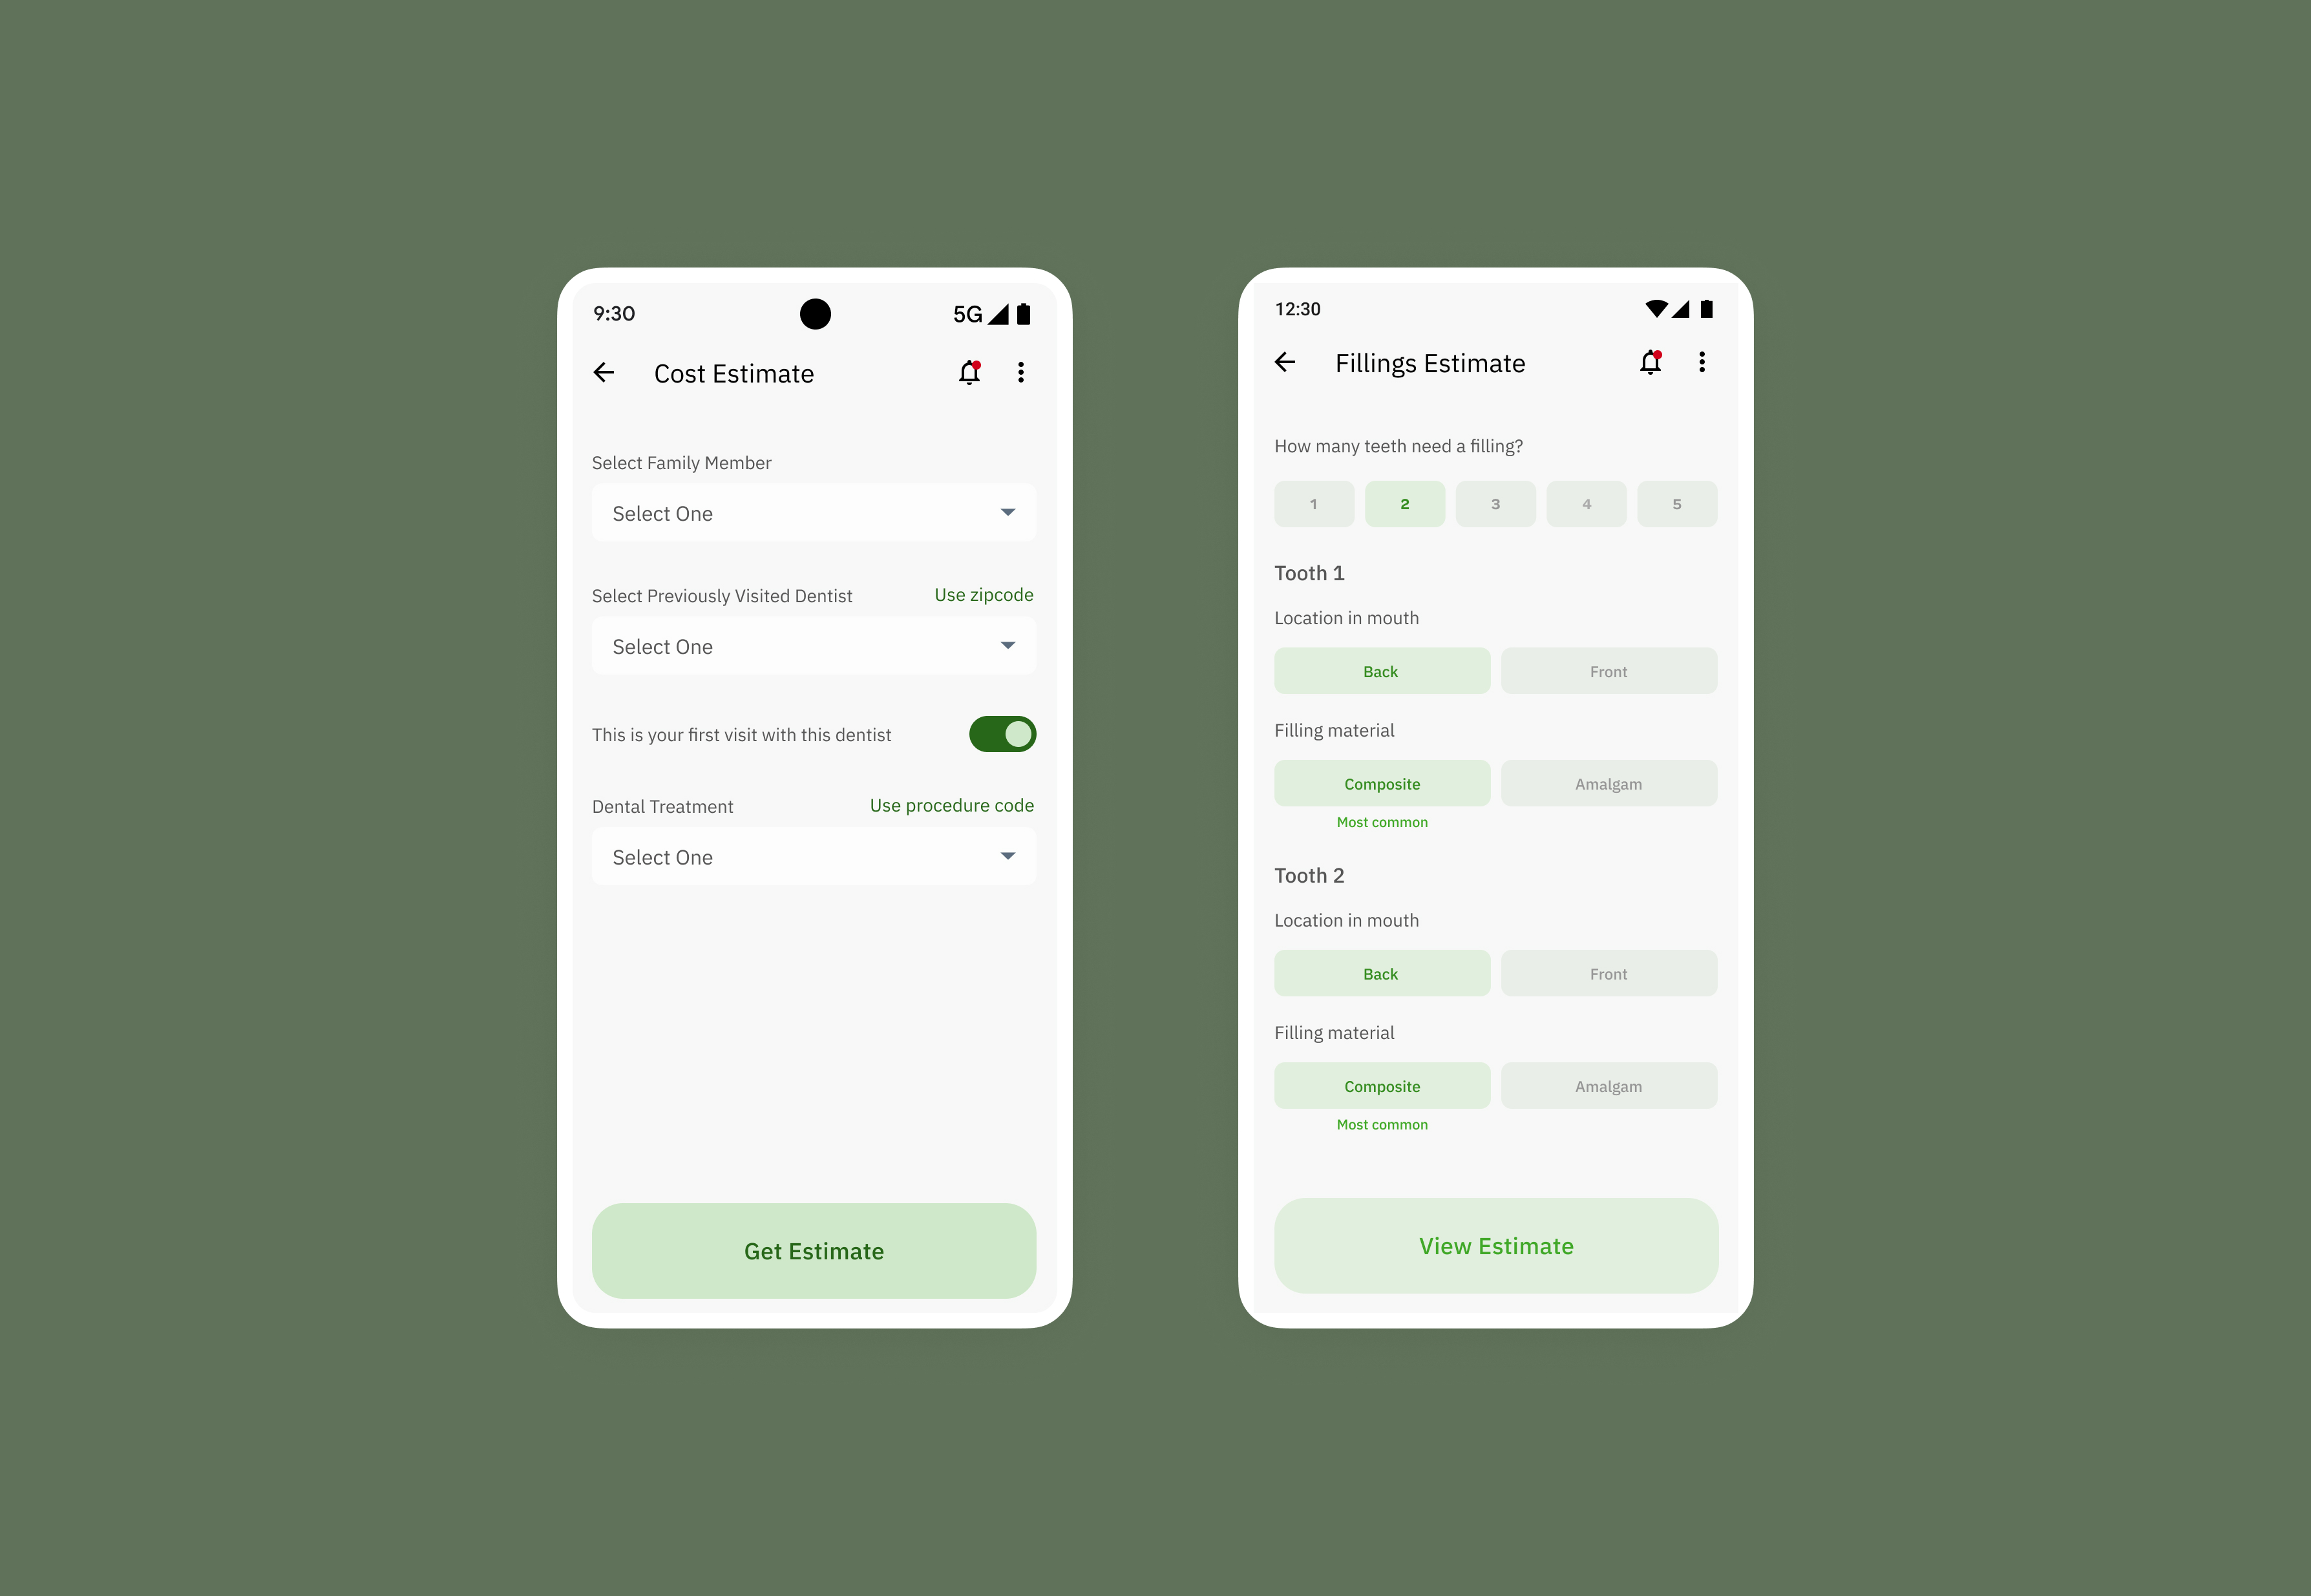 9:30
5G
Cost Estimate
Select Family Member
Select One
Select Previously Visited Dentist
Use zipcode
Select One
This is your first visit with this dentist
Dental Treatment
Use procedure code
Select One
Get Estimate
12:30
Fillings Estimate
How many teeth need a filling?
1 2 3 4 5
Tooth 1
Location in mouth
Back Front
Filling material
Composite Amalgam
Most common
Tooth 2
Location in mouth
Back Front
Filling material
Composite Amalgam
Most common
View Estimate